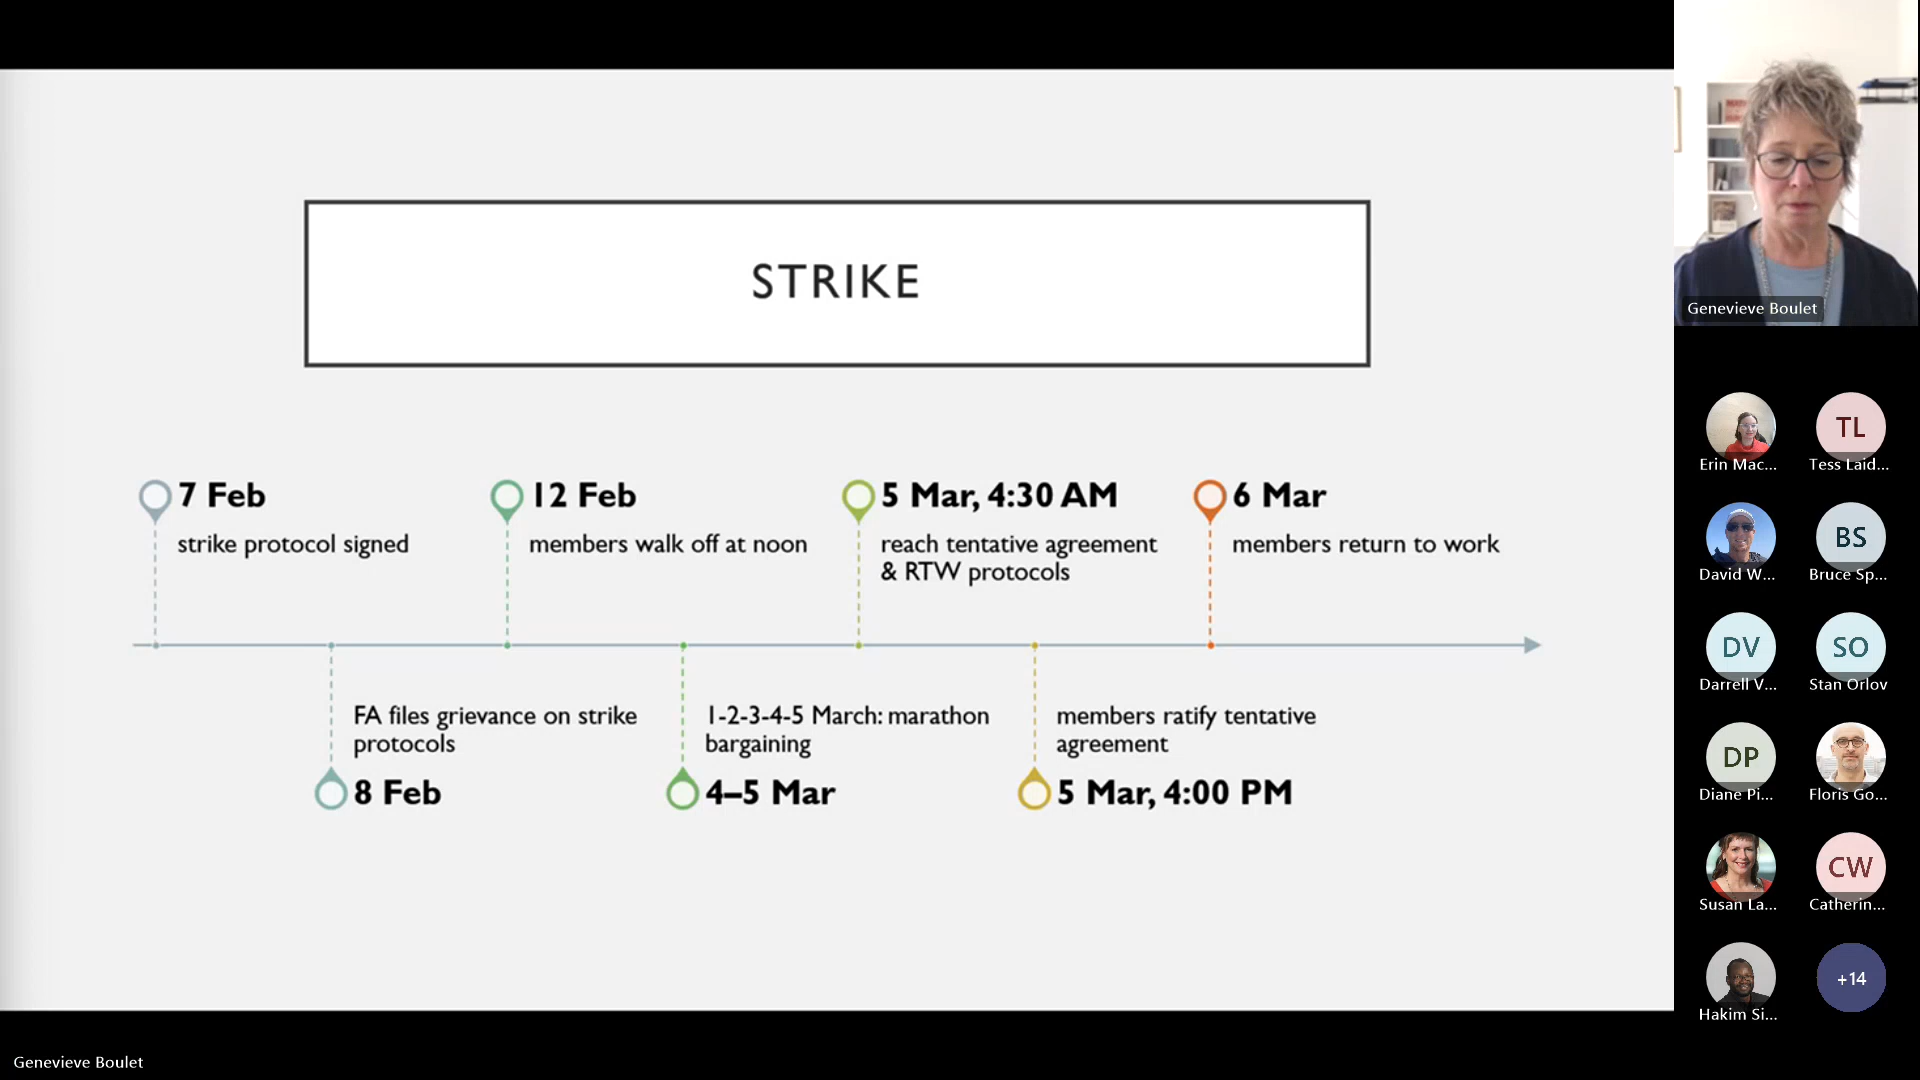 STRIKE
7 Feb
strike protocol signed
12 Feb
members walk off at noon
5 Mar, 4:30 AM
reach tentative agreement
& RTW protocols
6 Mar
members return to work
FA files grievance on strike
protocols
8 Feb
1-2-3-4-5 March: marathon
bargaining
4–5 Mar
members ratify tentative
agreement
5 Mar, 4:00 PM
Genevieve Boulet
Erin Mac...
TL
Tess Laid...
David W...
BS
Bruce Sp...
DV
Darrell V...
SO
Stan Orlov
DP
Diane Pi...
Floris Go...
Susan La...
CW
Catherin...
Hakim Si...
+14
Genevieve Boulet